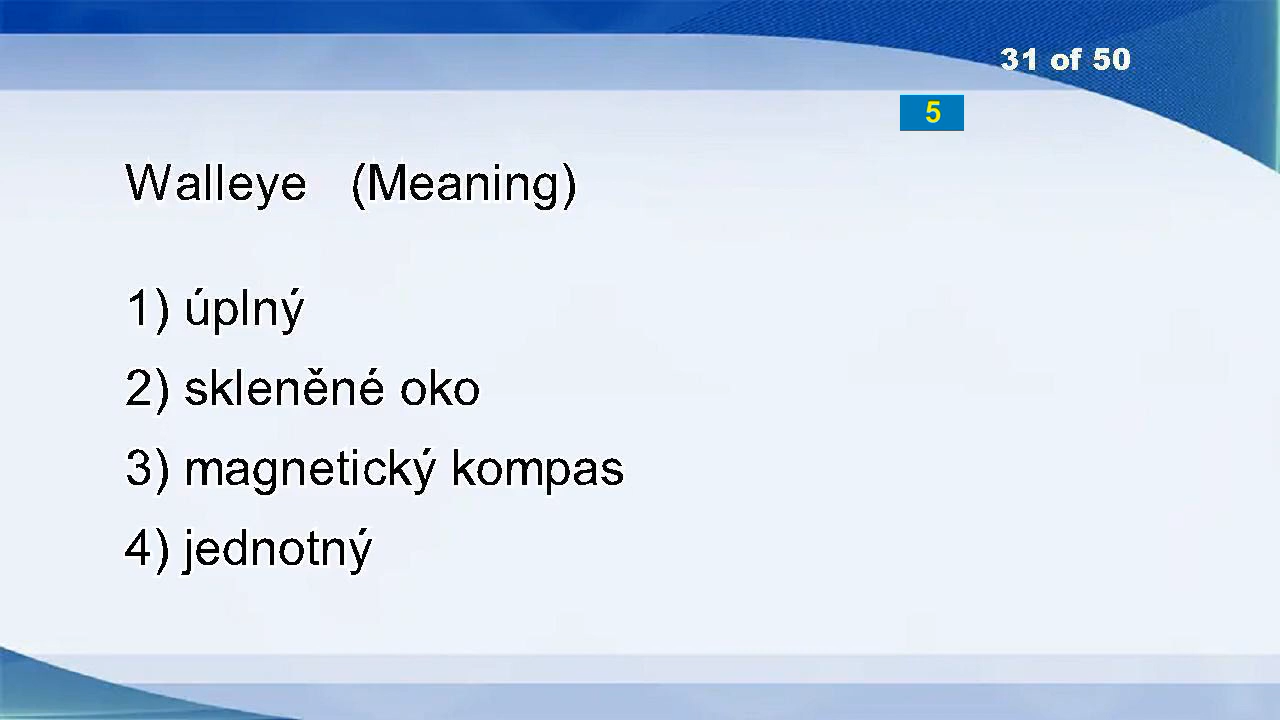 31 of 50
5
Walleye (Meaning)
1) úplný
2) skleněné oko
3) magnetický kompas
4) jednotný